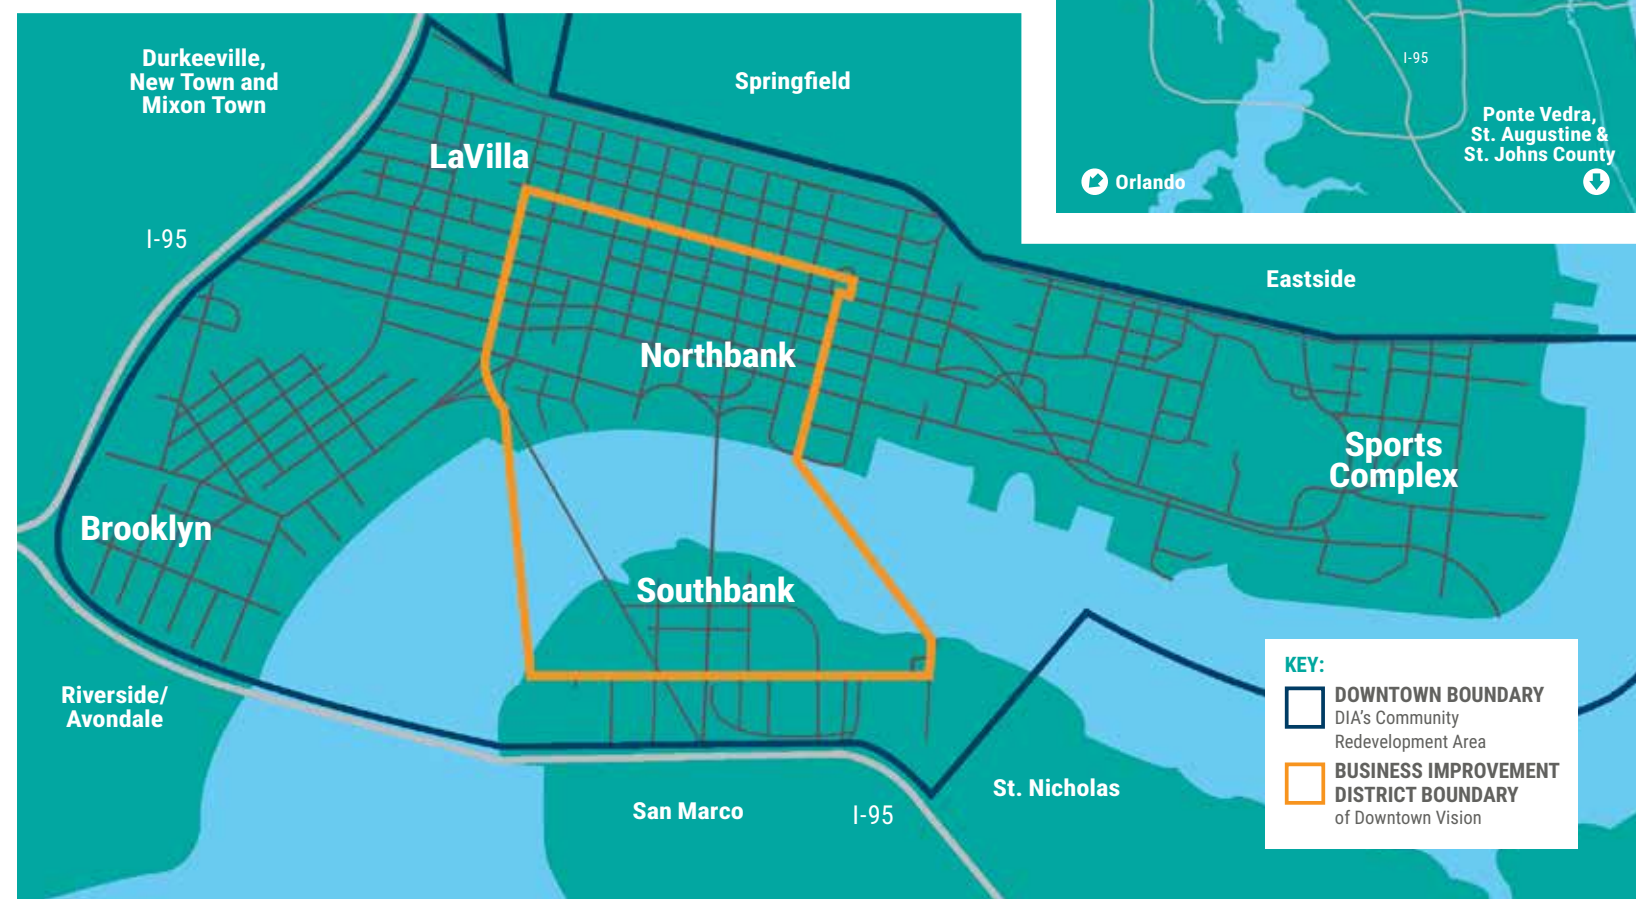 Durkeeville,
New Town and
Mixon Town
Springfield
I-95
Ponte Vedra,
St. Augustine &
St. Johns County
Orlando
LaVilla
I-95
Eastside
Northbank
Sports
Complex
Brooklyn
Southbank
Riverside/
Avondale
San Marco
I-95
St. Nicholas
KEY:
DOWNTOWN BOUNDARY
DIA's Community
Redevelopment Area
BUSINESS IMPROVEMENT
DISTRICT BOUNDARY
of Downtown Vision